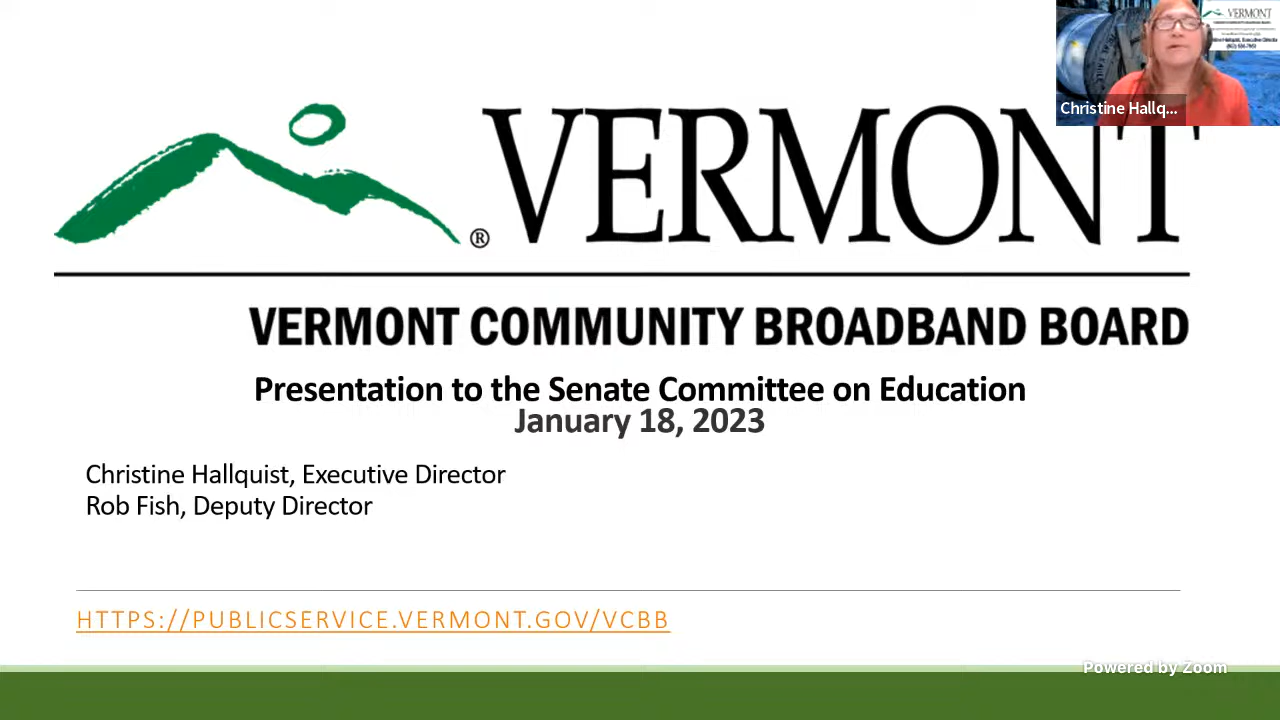 VERMONT
Christine Hallq...
® VERMONT
VERMONT COMMUNITY BROADBAND BOARD
Presentation to the Senate Committee on Education
January 18, 2023
Christine Hallquist, Executive Director
Rob Fish, Deputy Director
HTTPS://PUBLICSERVICE.VERMONT.GOV/VCBB
Powered by Zoom